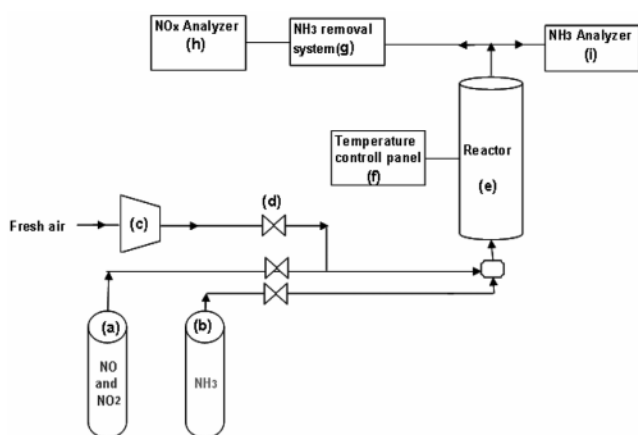 NOx Analyzer
(h)
NH3 removal
system(g)
NH3 Analyzer
(i)
Temperature
controll panel
(f)
Reactor
(e)
Fresh air
(c)
(d)
(a)
NO
and
NO2
(b)
NH3